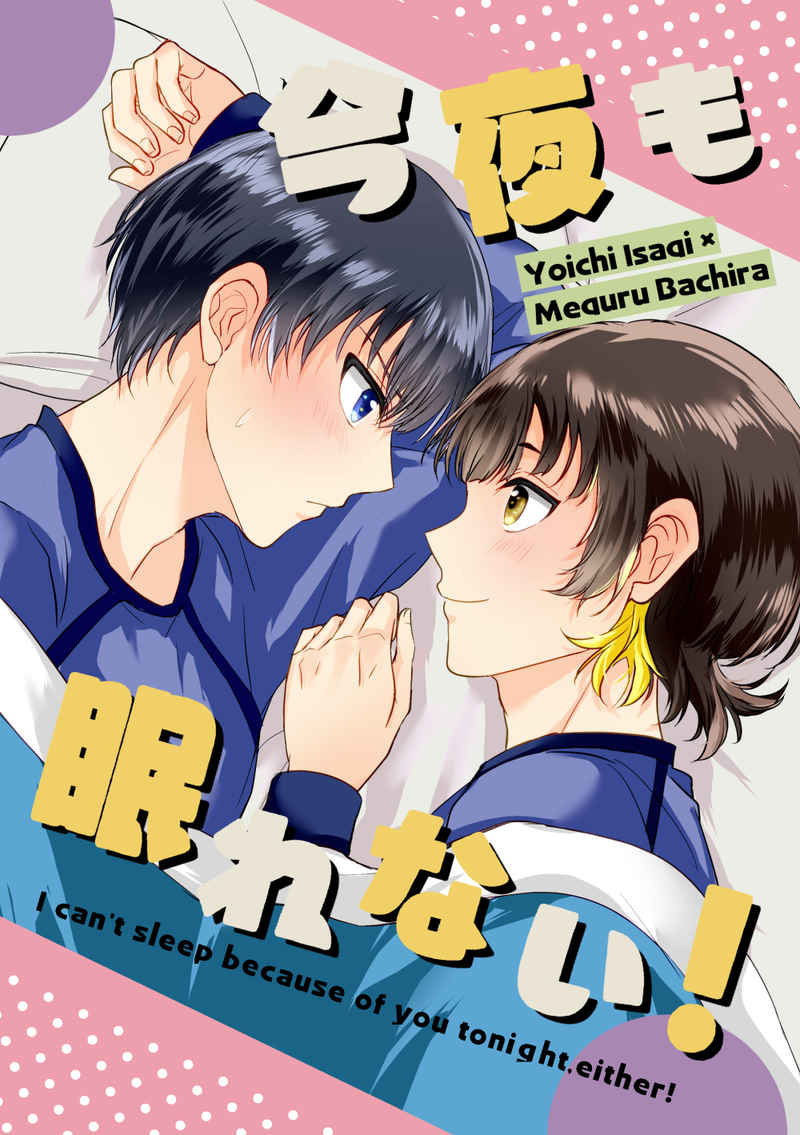 今夜も
Yoichi Isagi ×
Meguru Bachira
眠れない!
I can't sleep because of you tonight,either!